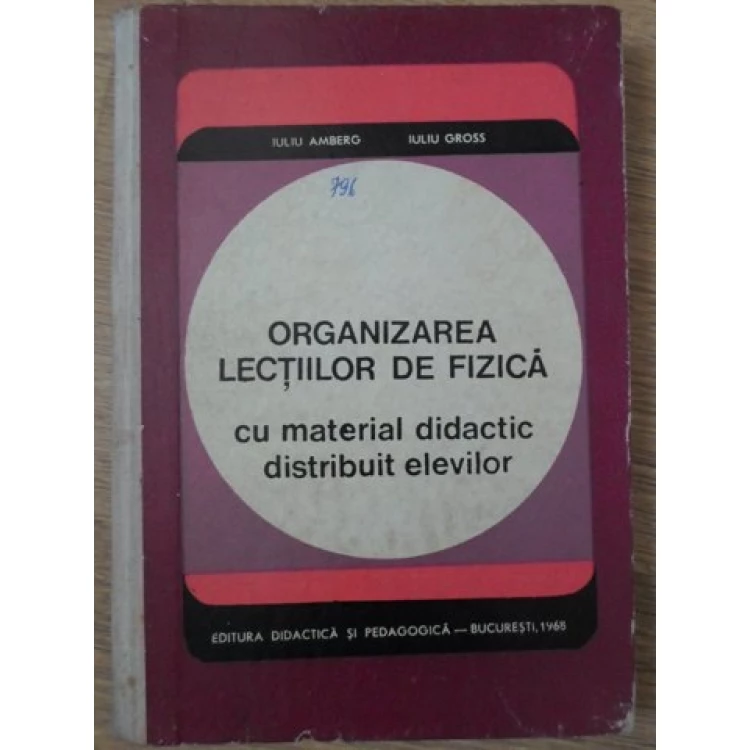 IULIU AMBERG IULIU GROSS
796
ORGANIZAREA
LECȚIILOR DE FIZICĂ
cu material didactic
distribuit elevilor
EDITURA DIDACTICĂ ȘI PEDAGOGICĂ — BUCUREȘTI, 1968